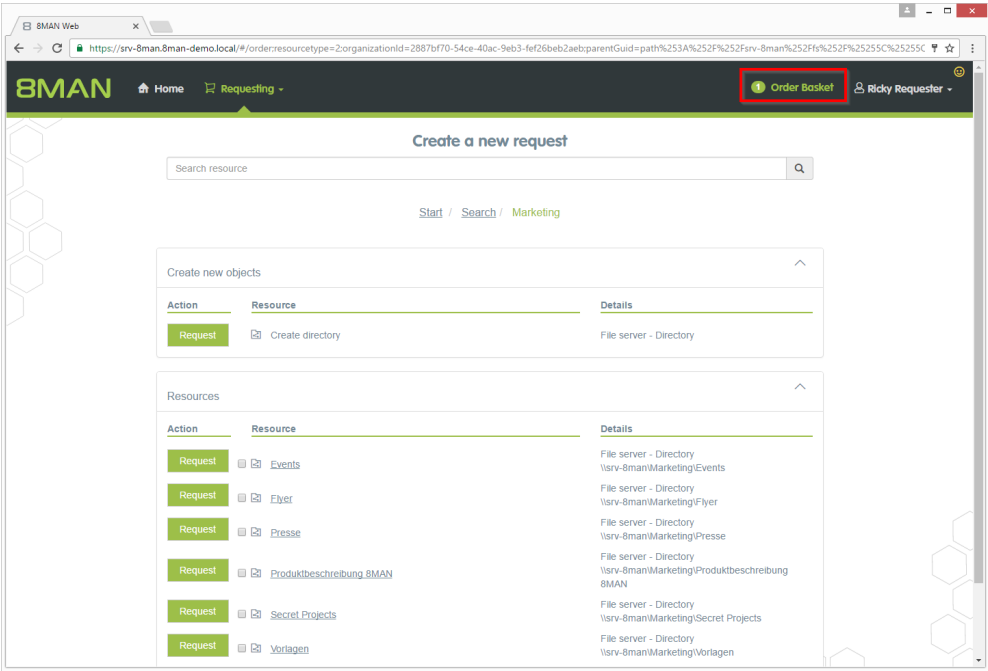 8MAN Web
https://srv-8man.8man-demo.local/#/order:resourcetype=2;organizationId=2887bf70-54ce-40ac-9eb3-fef26beb2aeb;parentGuid=path%253A%252F%252Fsrv-8man%252Ffs%252F%25255C%25255C
8MAN
Home
Requesting
1 Order Basket
Ricky Requester
Create a new request
Search resource
Start / Search / Marketing
Create new objects
Action Resource Details
Request Create directory File server - Directory
Resources
Action Resource Details
Request Events File server - Directory
\\srv-8man\Marketing\Events
Request Flyer File server - Directory
\\srv-8man\Marketing\Flyer
Request Presse File server - Directory
\\srv-8man\Marketing\Presse
Request Produktbeschreibung 8MAN File server - Directory
\\srv-8man\Marketing\Produktbeschreibung
8MAN
Request Secret Projects File server - Directory
\\srv-8man\Marketing\Secret Projects
Request Vorlagen File server - Directory
\\srv-8man\Marketing\Vorlagen